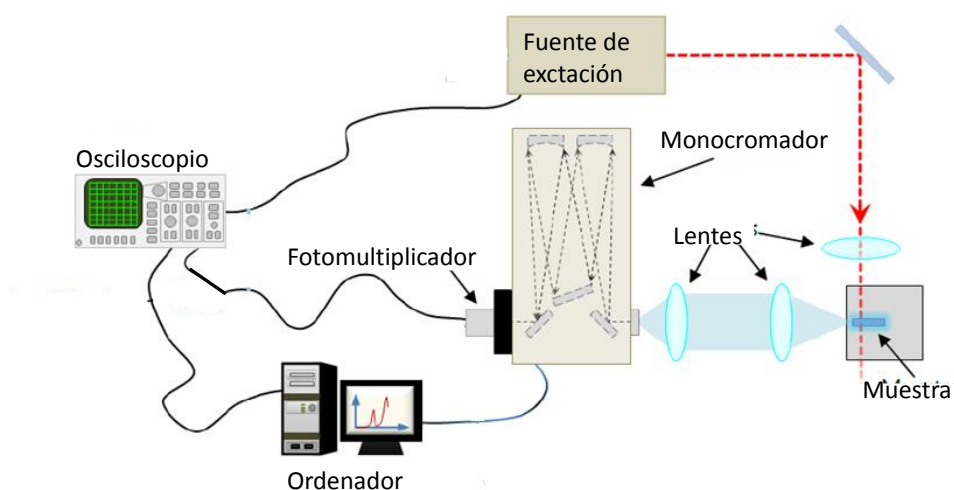 Fuente de
exctación
Monocromador
Osciloscopio
Lentes
Fotomultiplicador
Muestra
Ordenador